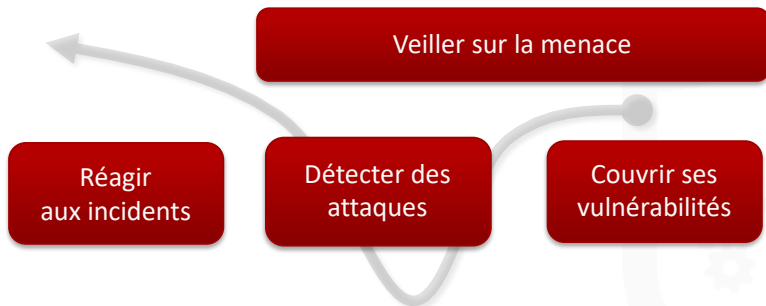 Veiller sur la menace
Réagir
aux incidents
Détecter des
attaques
Couvrir ses
vulnérabilités